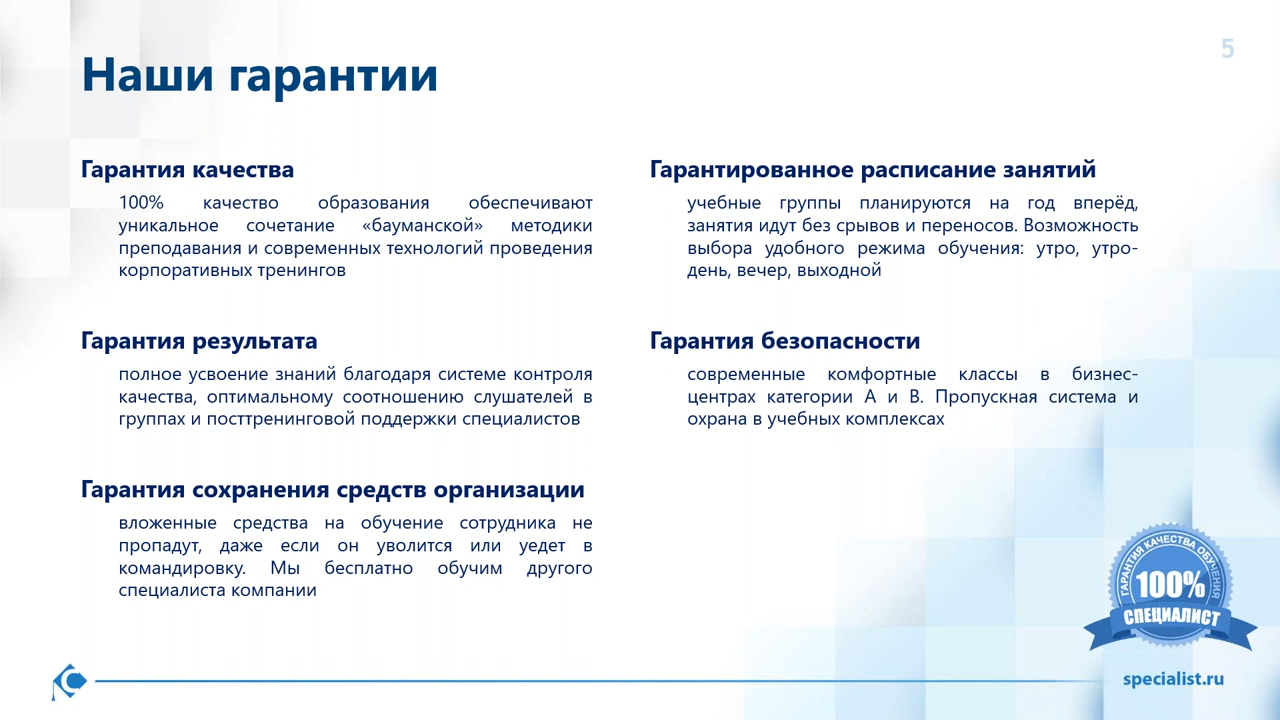 5
Наши гарантии
Гарантия качества
100% качество образования обеспечивают
уникальное сочетание «бауманской» методики
преподавания и современных технологий проведения
корпоративных тренингов
Гарантия результата
полное усвоение знаний благодаря системе контроля
качества, оптимальному соотношению слушателей в
группах и посттренинговой поддержки специалистов
Гарантия сохранения средств организации
вложенные средства на обучение сотрудника не
пропадут, даже если он уволится или уедет в
командировку. Мы бесплатно обучим другого
специалиста компании
Гарантированное расписание занятий
учебные группы планируются на год вперёд,
занятия идут без срывов и переносов. Возможность
выбора удобного режима обучения: утро, утро-
день, вечер, выходной
Гарантия безопасности
современные комфортные классы в бизнес-
центрах категории А и В. Пропускная система и
охрана в учебных комплексах
ГАРАНТИЯ КАЧЕСТВА ОБУЧЕНИЯ
100%
СПЕЦИАЛИСТ
specialist.ru